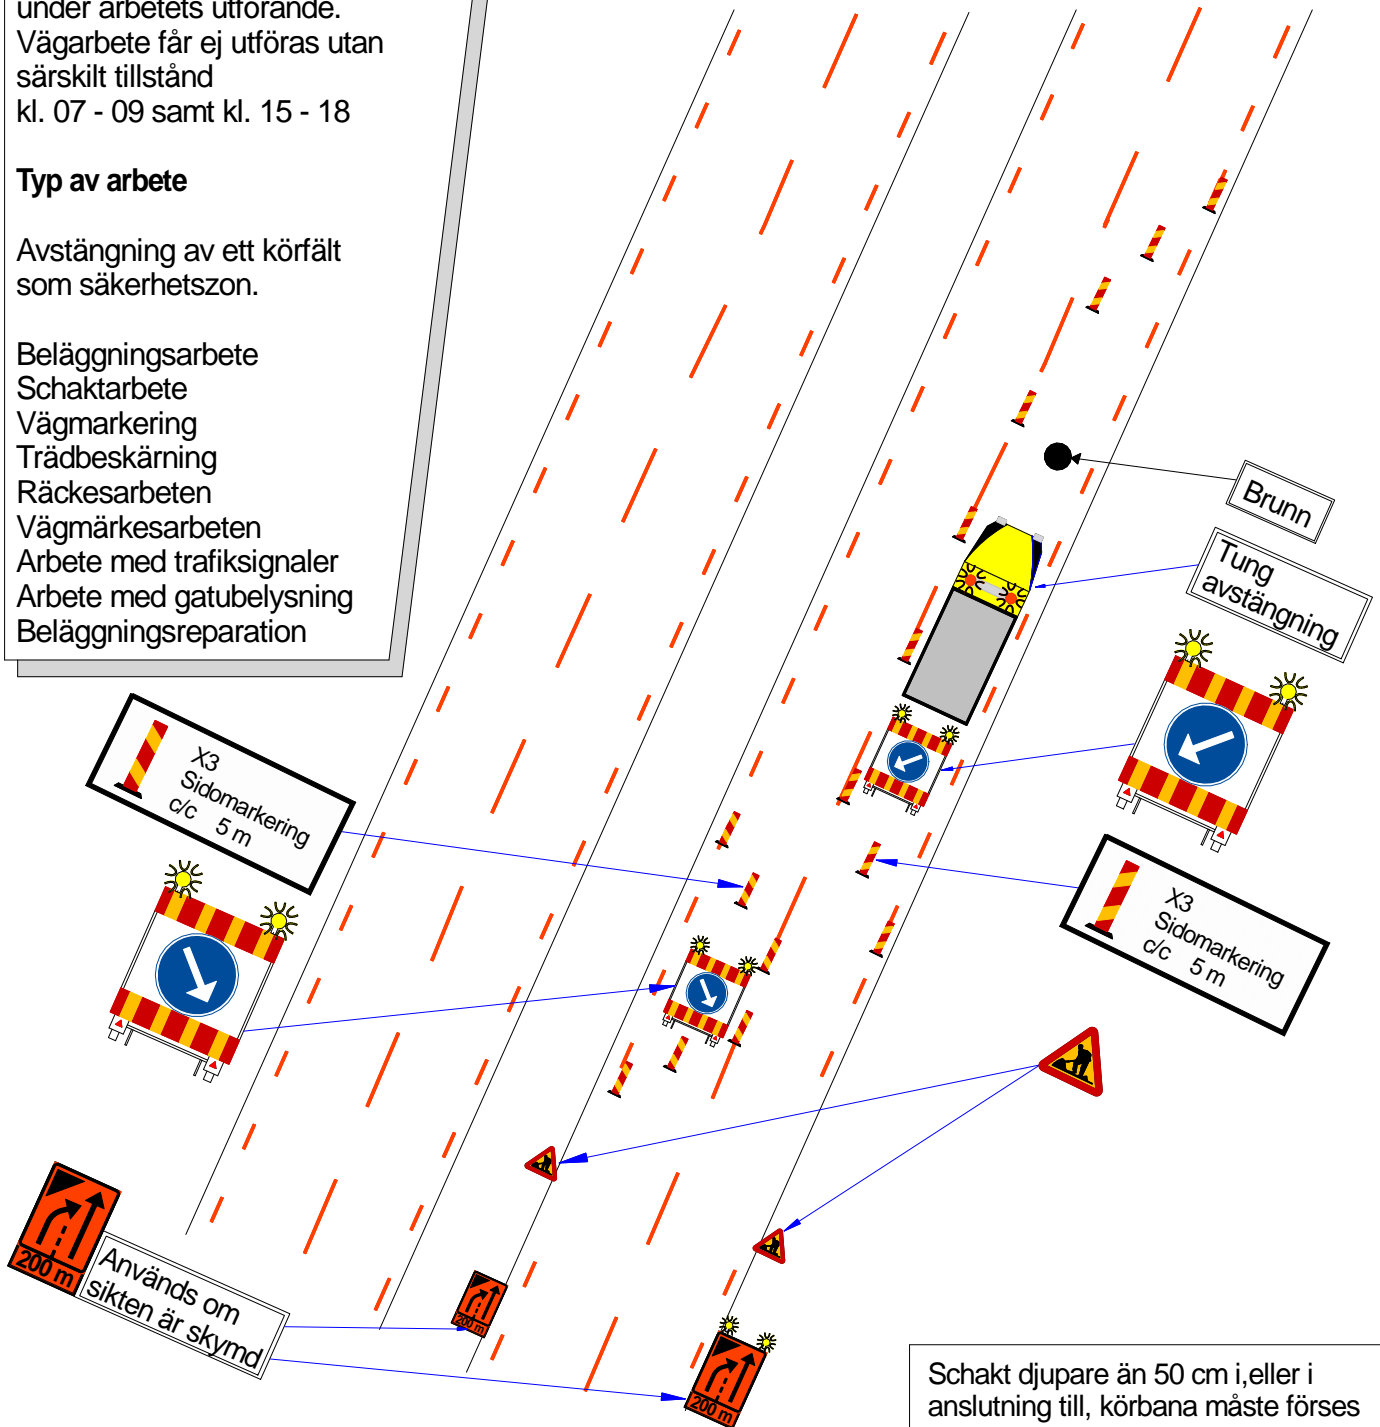 under arbetets utförande.
Vägarbete får ej utföras utan
särskilt tillstånd
kl. 07 - 09 samt kl. 15 - 18
Typ av arbete
Avstängning av ett körfält
som säkerhetszon.
Beläggningsarbete
Schaktarbete
Vägmarkering
Trädbeskärning
Räckesarbeten
Vägmärkesarbeten
Arbete med trafiksignaler
Arbete med gatubelysning
Beläggningsreparation
Brunn
Tung
avstängning
X3
Sidomarkering
c/c 5 m
X3
Sidomarkering
c/c 5 m
200 m
Används om
sikten är skymd
200 m
200 m
Schakt djupare än 50 cm i,eller i
anslutning till, körbana måste förses